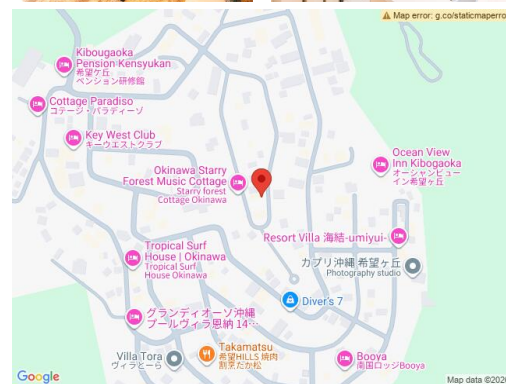 Map error: g.co/staticmaperro
Kibougaoka
Pension Kensyukan
希望ケ丘
ペンション研修館
Cottage Paradiso
コテージ・パラディーソ
Key West Club
キーウエストクラブ
Okinawa Starry
Forest Music Cottage
Starry forest
Cottage Okinawa
Ocean View
Inn Kibogaoka
オーシャンビュー
イン希望ヶ丘
Resort Villa 海結-umiyui-
Tropical Surf
House | Okinawa
Tropical Surf
House Okinawa
カプリ沖縄 希望ヶ丘
Photography studio
Diver's 7
グランディオーソ沖縄
プールヴィラ恩納 14…
Takamatsu
希望HILLS 焼肉
割烹だか松
Villa Tora
ヴィラとーら
Booya
南国ロッジBooya
Google
Map data ©2026